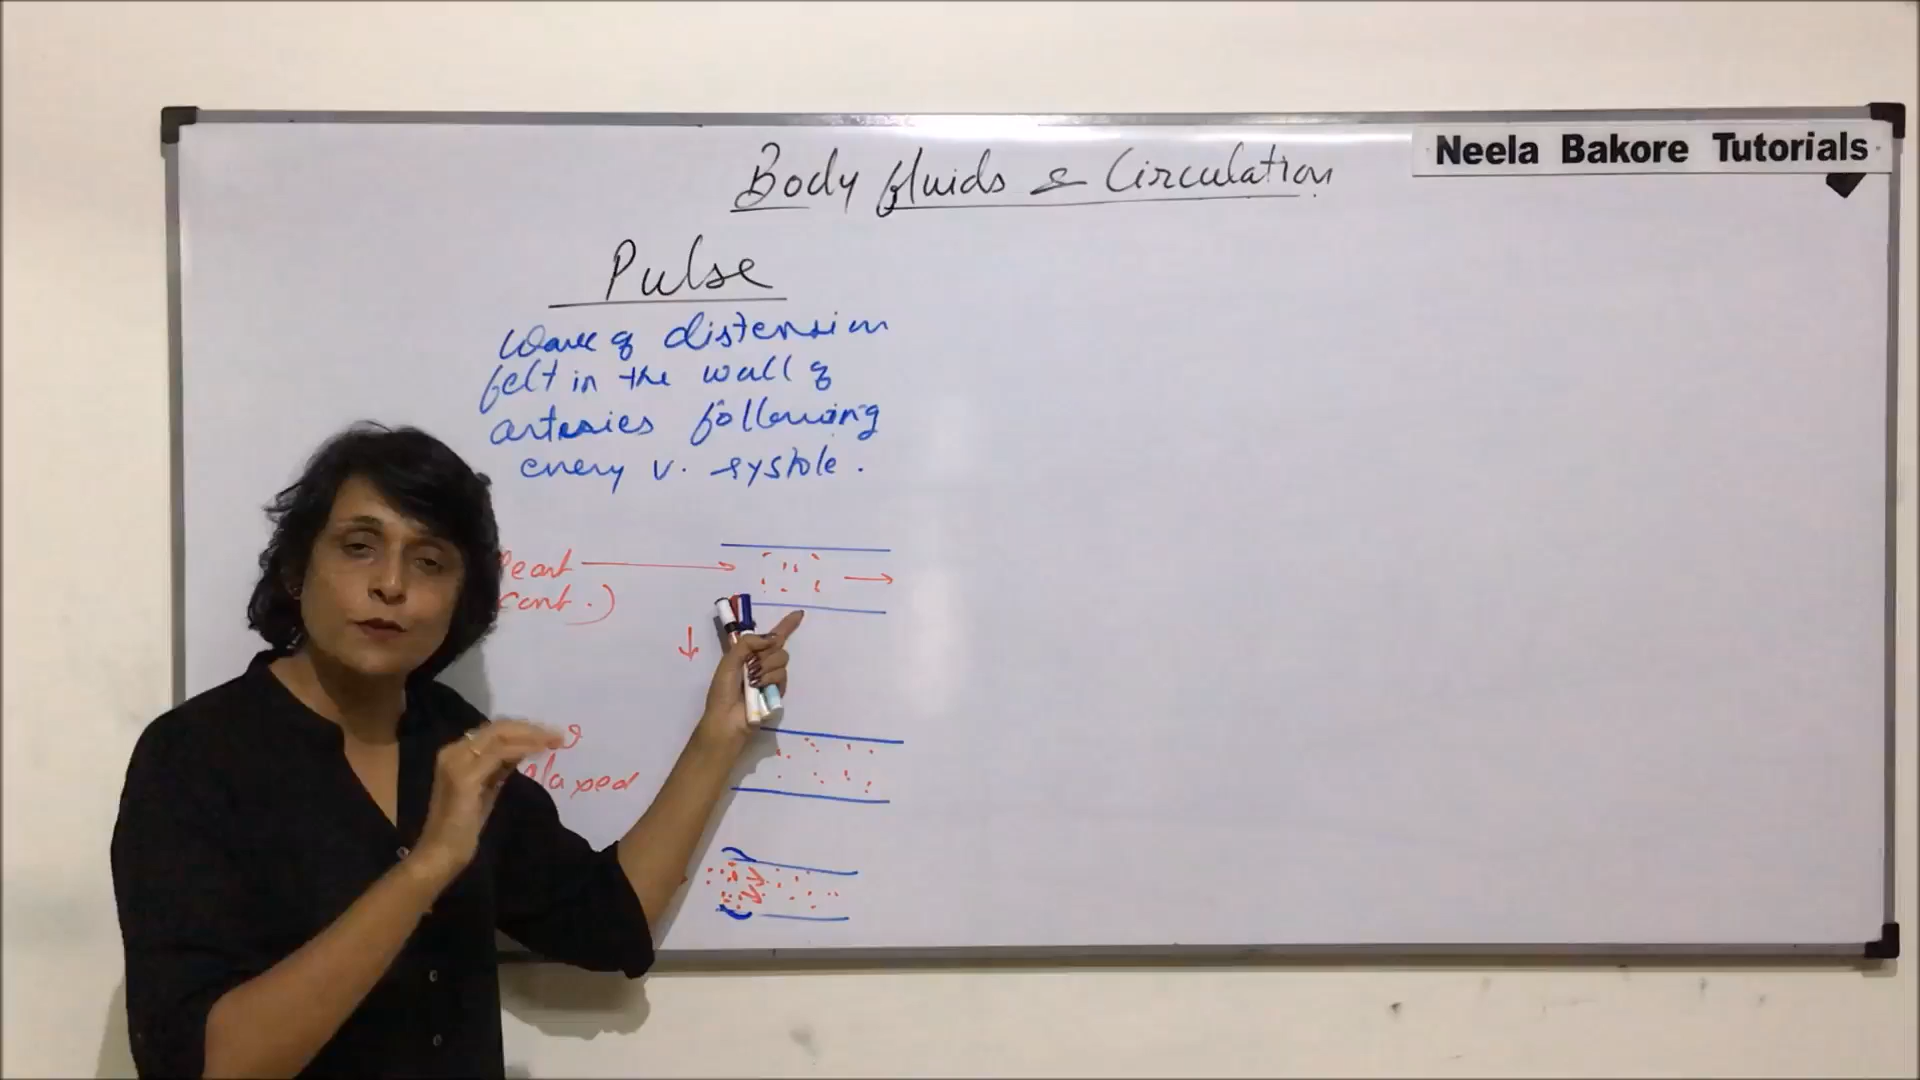 Neela Bakore Tutorials
Body fluids & Circulation
Pulse
Wave of distension
felt in the wall of
arteries following
every v. systole.
eart
cont.)
laxed